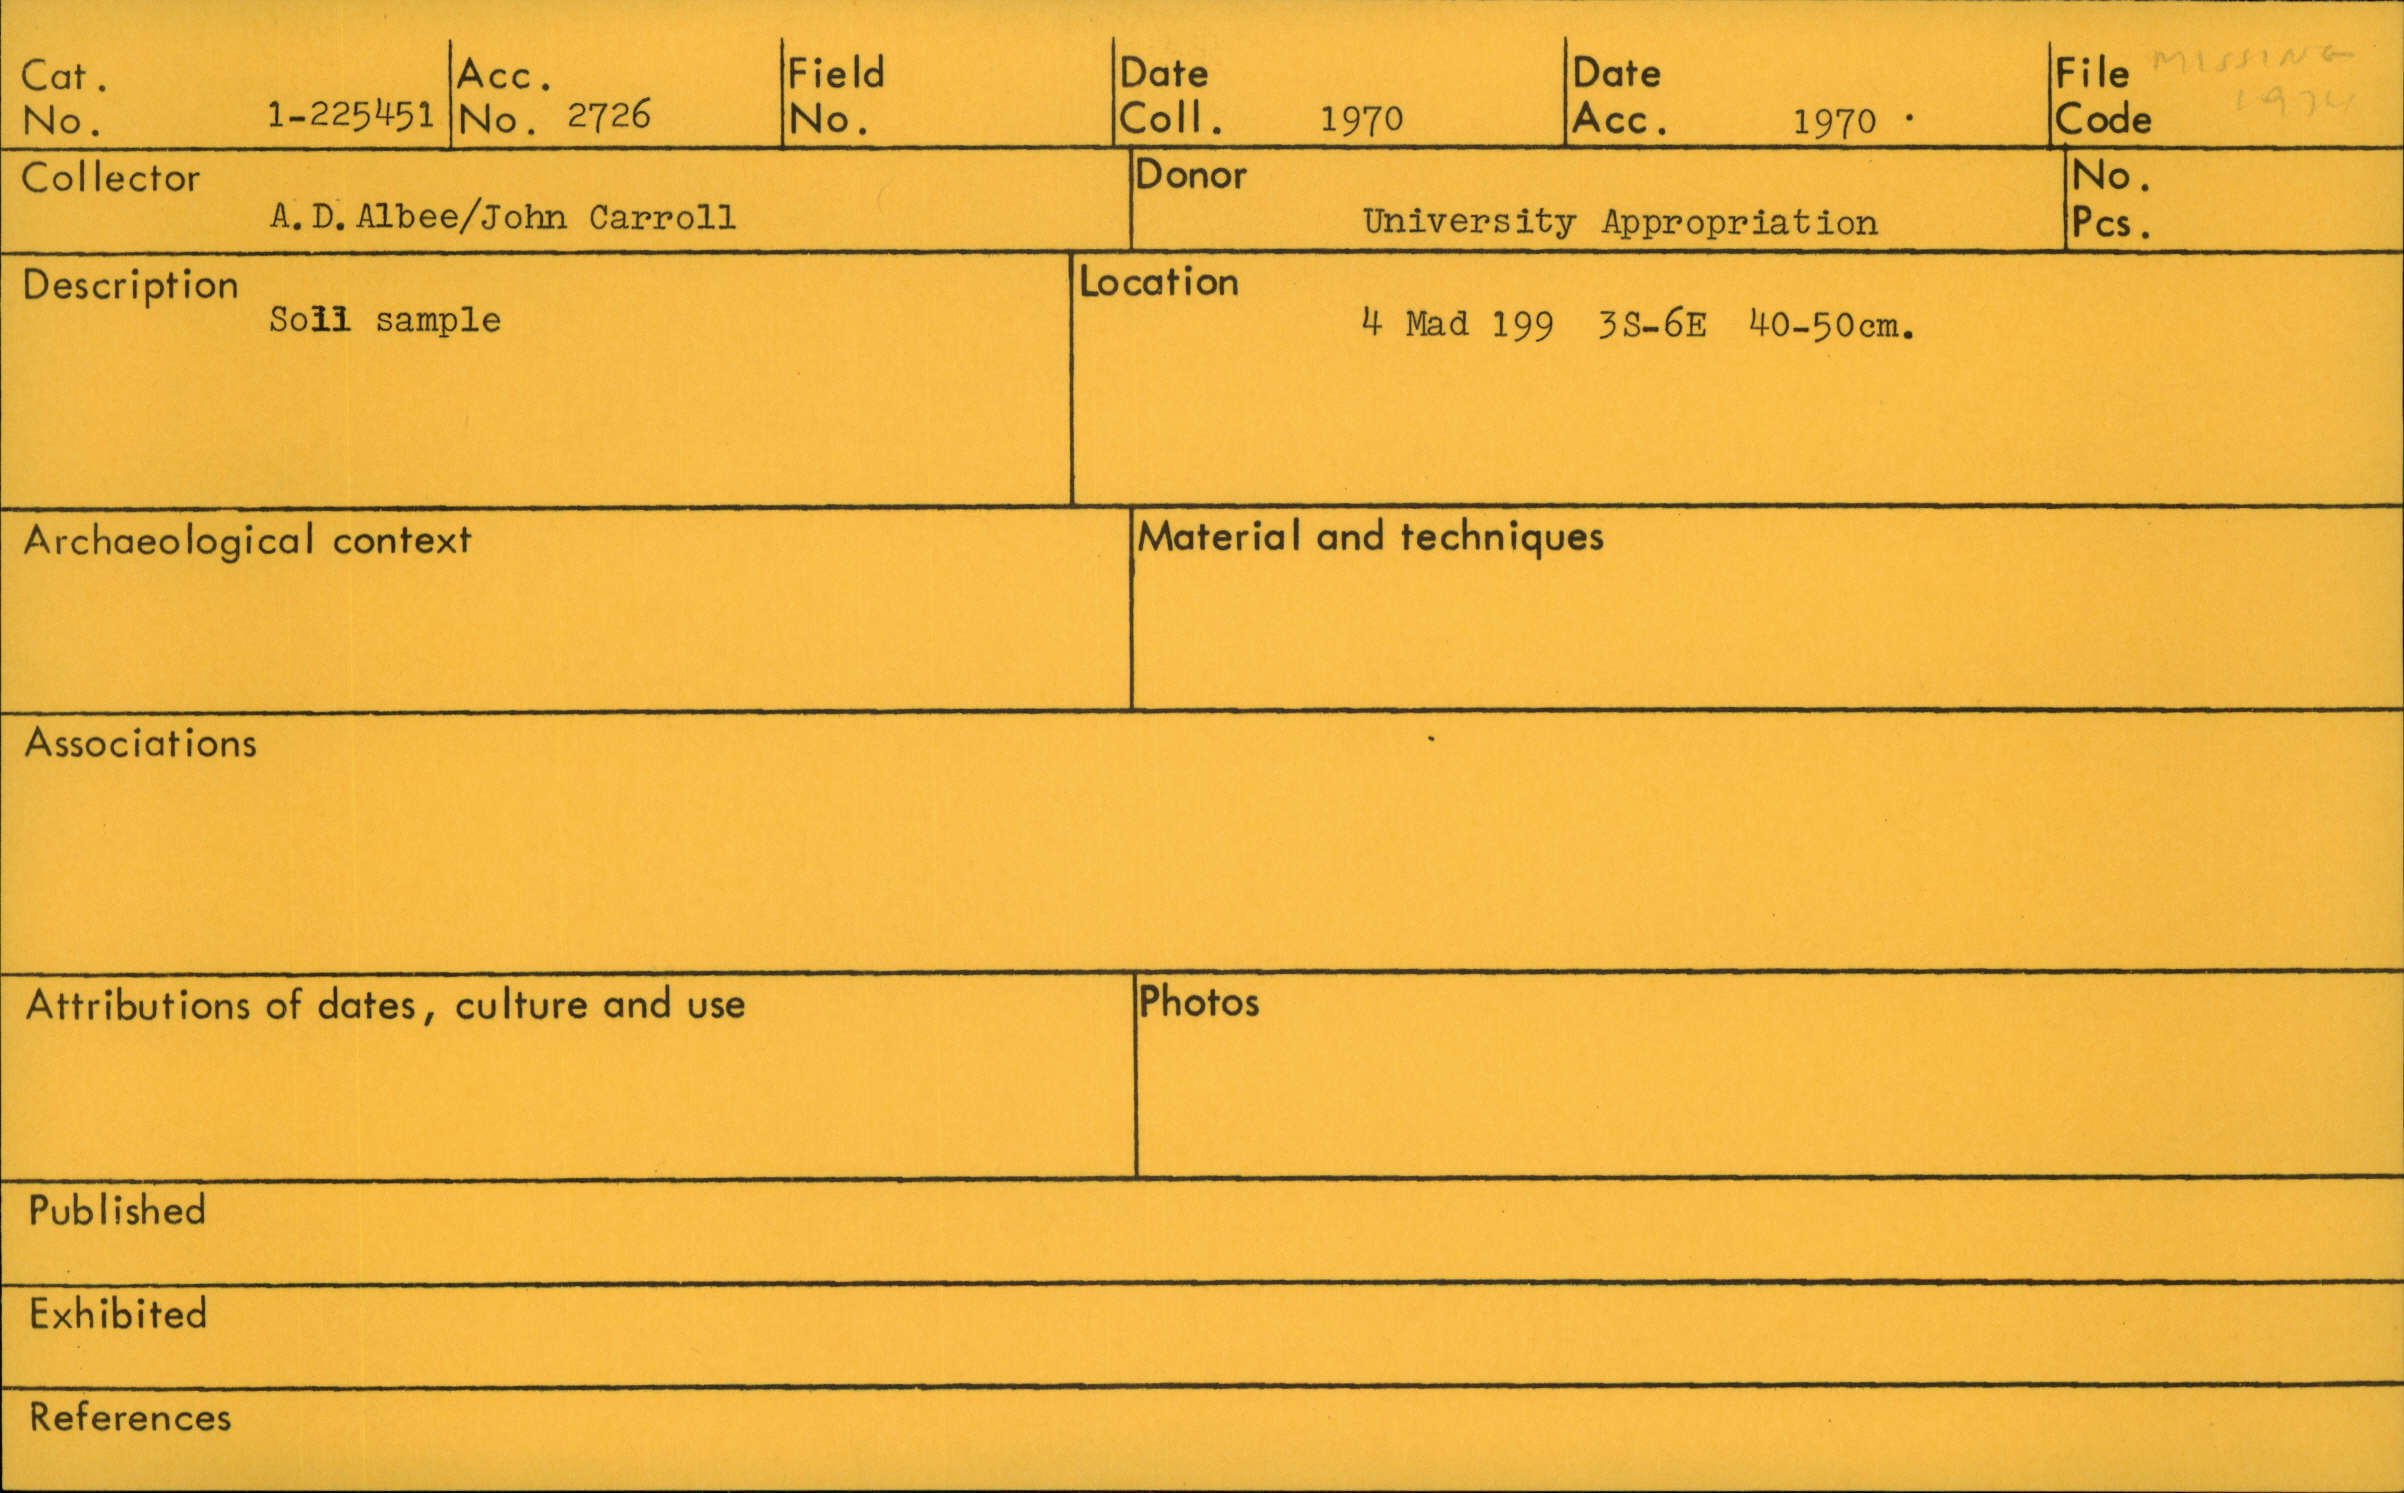 Cat. No. 1-225451
Acc. No. 2726
Field No.
Date Coll. 1970
Date Acc. 1970 .
File Code MISSING 1974
Collector
A. D. Albee/John Carroll
Donor
University Appropriation
No. Pcs.
Description
Soil sample
Location
4 Mad 199 3S-6E 40-50cm.
Archaeological context
Material and techniques
Associations
Attributions of dates, culture and use
Photos
Published
Exhibited
References